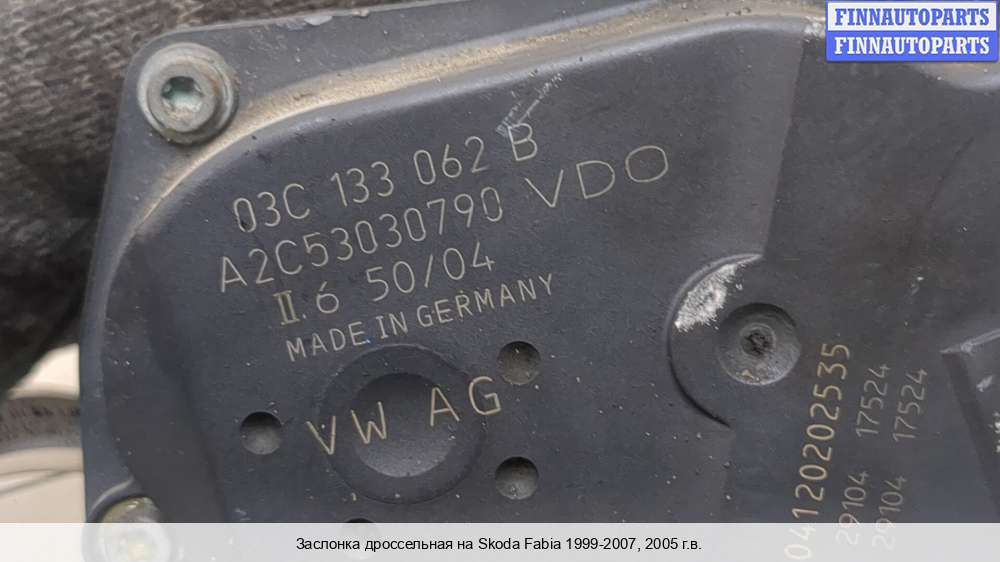 FINNAUTOPARTS
FINNAUTOPARTS
03C 133 062 B
A2C53030790 VDO
II.6 50/04
MADE IN GERMANY
VW AG
04120202535
29104 17524
29104 17524
Заслонка дроссельная на Skoda Fabia 1999-2007, 2005 г.в.